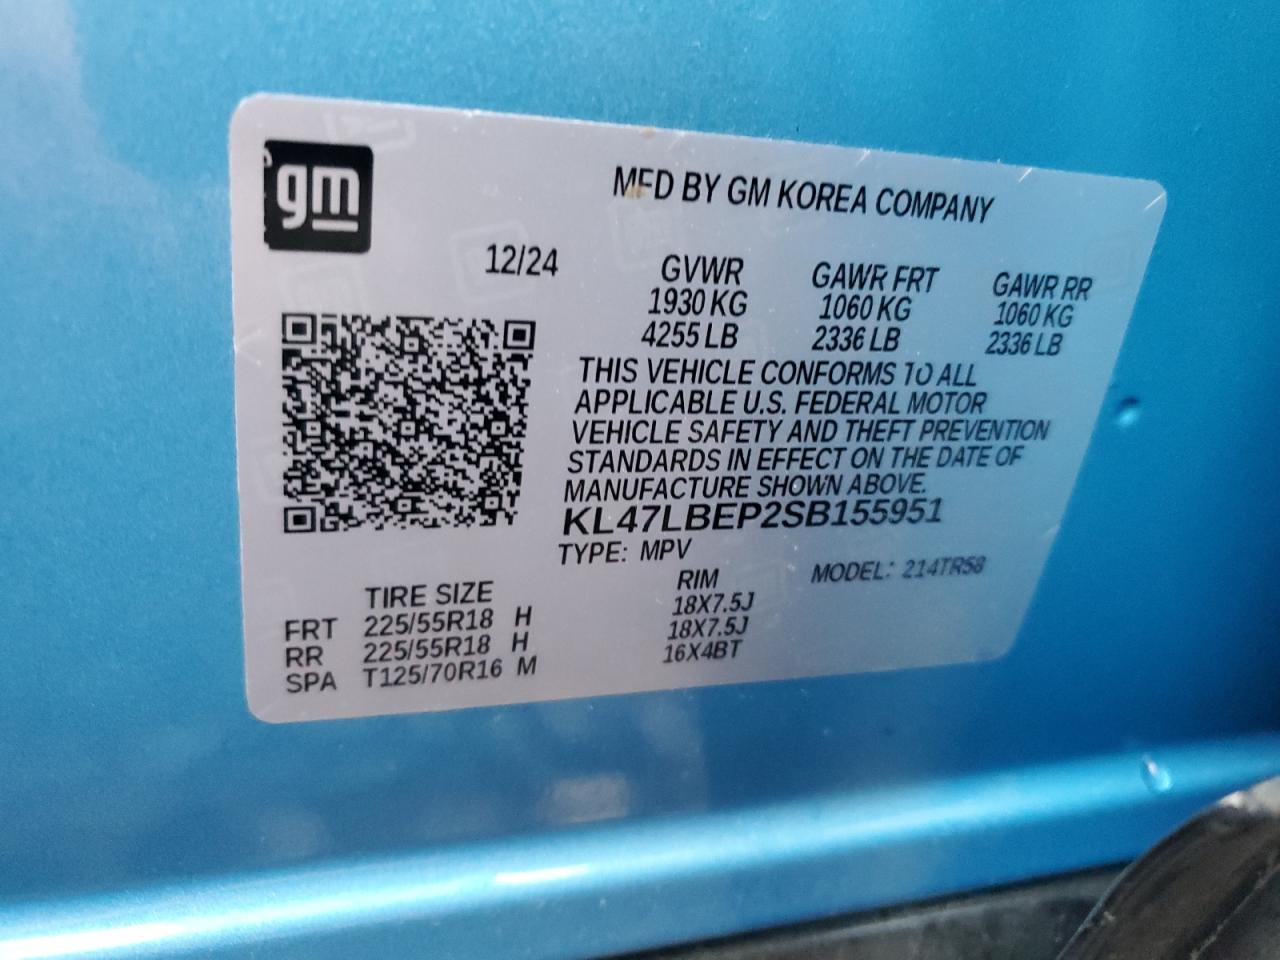 gm
MFD BY GM KOREA COMPANY
12/24
GVWR GAWR FRT GAWR RR
1930 KG 1060 KG 1060 KG
4255 LB 2336 LB 2336 LB
THIS VEHICLE CONFORMS TO ALL
APPLICABLE U.S. FEDERAL MOTOR
VEHICLE SAFETY AND THEFT PREVENTION
STANDARDS IN EFFECT ON THE DATE OF
MANUFACTURE SHOWN ABOVE.
KL47LBEP2SB155951
TYPE: MPV MODEL: 214TR58
TIRE SIZE RIM
FRT 225/55R18 H 18X7.5J
RR 225/55R18 H 18X7.5J
SPA T125/70R16 M 16X4BT